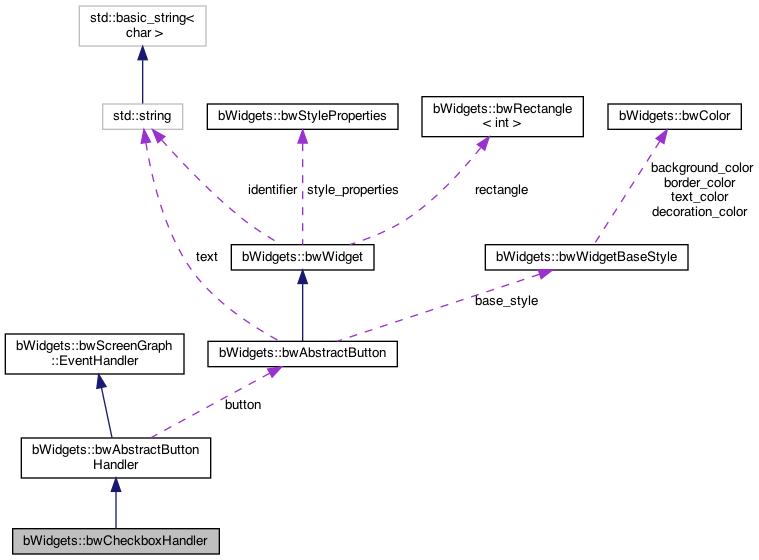 std::basic_string<
char >
std::string
bWidgets::bwStyleProperties
bWidgets::bwRectangle
< int >
bWidgets::bwColor
background_color
border_color
text_color
decoration_color
identifier
style_properties
rectangle
text
bWidgets::bwWidget
bWidgets::bwWidgetBaseStyle
base_style
bWidgets::bwScreenGraph
::EventHandler
bWidgets::bwAbstractButton
button
bWidgets::bwAbstractButton
Handler
bWidgets::bwCheckboxHandler